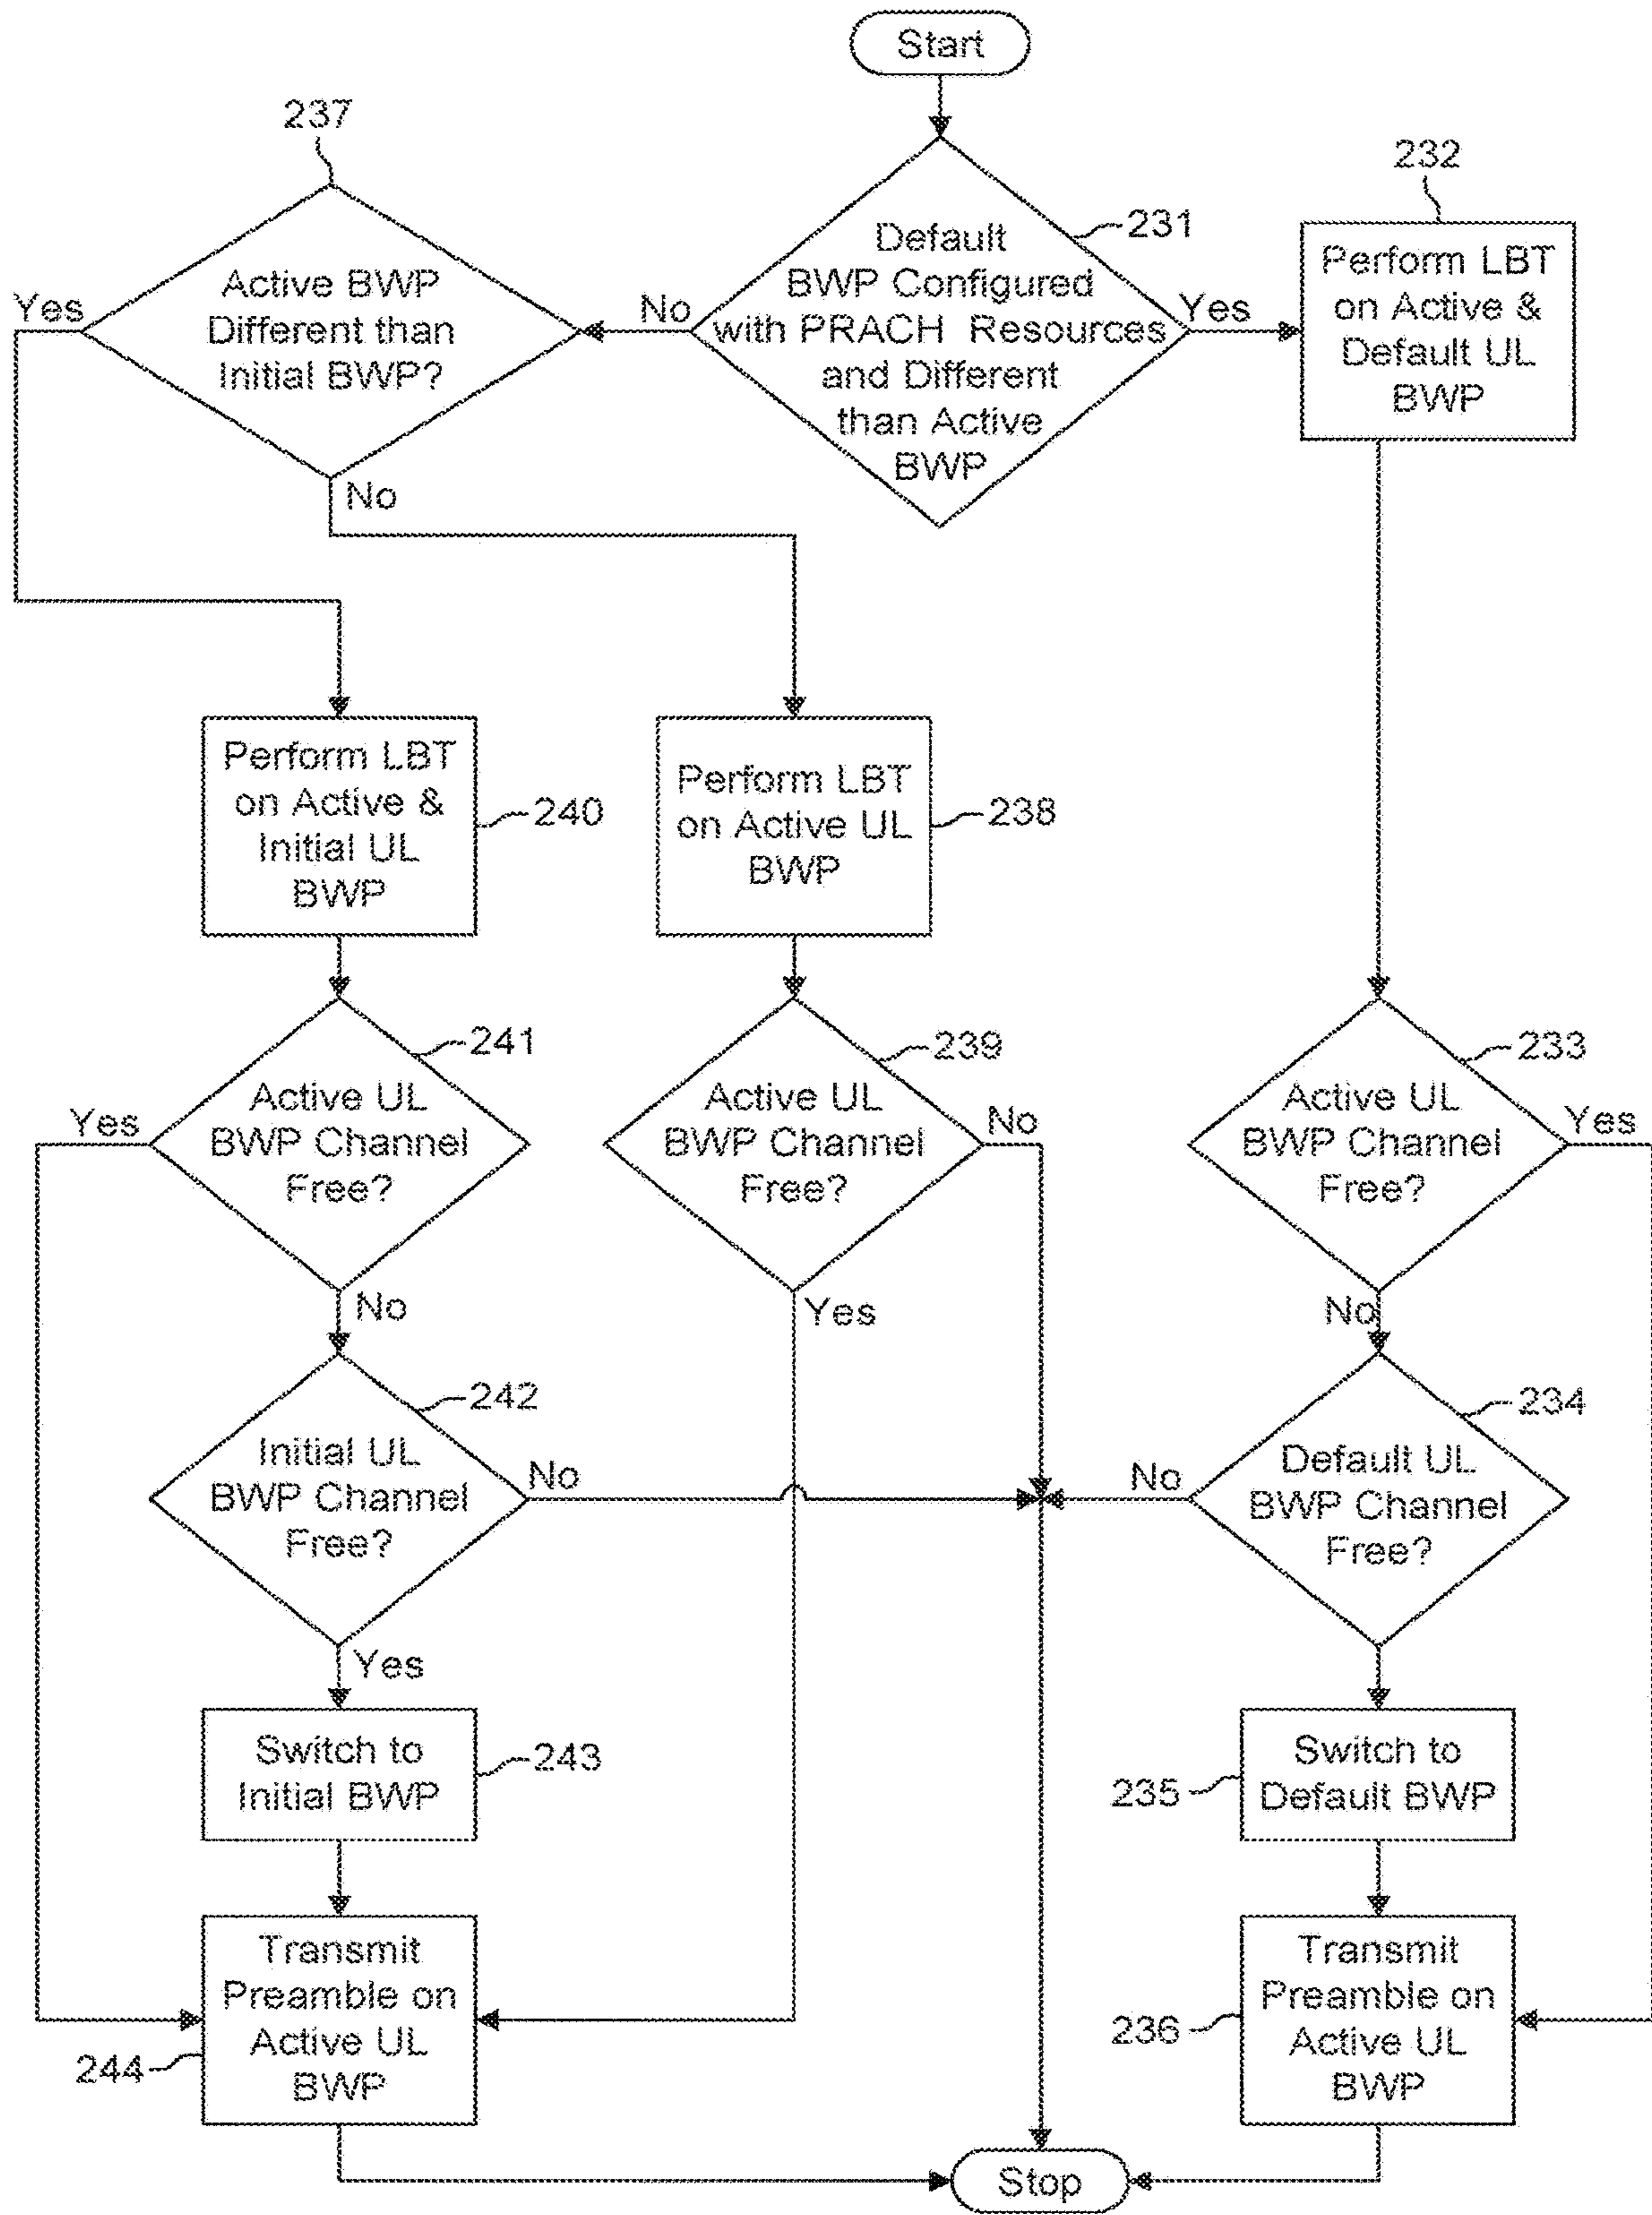 Start
237
232
231
Default
BWP Configured
with PRACH Resources
and Different
than Active
BWP
Active BWP
Different than
Initial BWP?
Perform LBT
on Active &
Default UL
BWP
Yes
No
Yes
No
Perform LBT
on Active &
Initial UL
BWP
240
Perform LBT
on Active UL
BWP
238
241
239
233
Active UL
BWP Channel
Free?
Active UL
BWP Channel
Free?
Active UL
BWP Channel
Free?
Yes
No
Yes
No
Yes
No
242
234
Initial UL
BWP Channel
Free?
No
No
Default UL
BWP Channel
Free?
Yes
Switch to
Initial BWP
243
235
Switch to
Default BWP
Transmit
Preamble on
Active UL
BWP
244
236
Transmit
Preamble on
Active UL
BWP
Stop